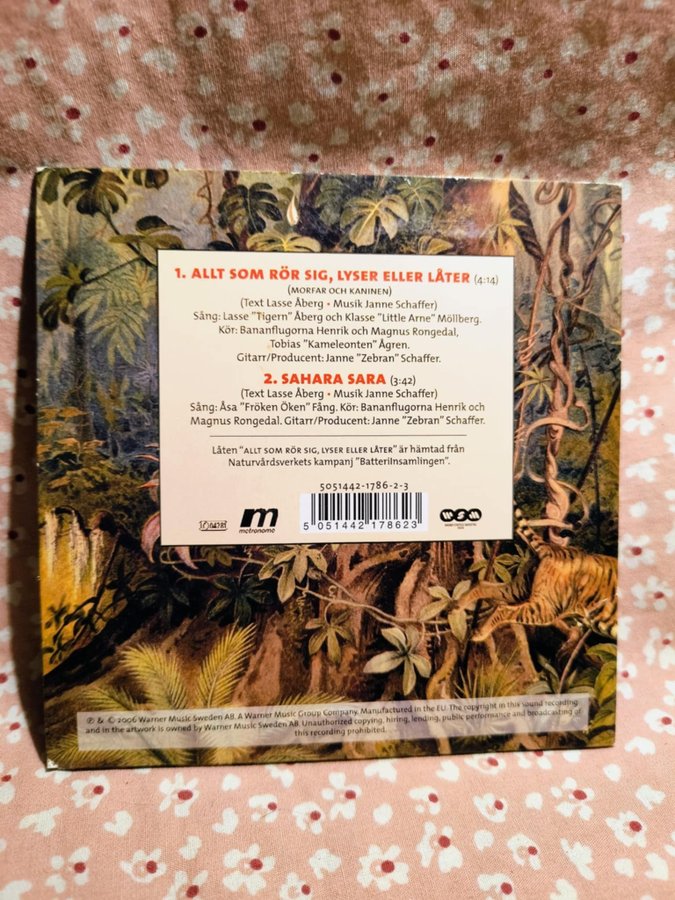 1. ALLT SOM RÖR SIG, LYSER ELLER LÅTER (4:14)
(MORFAR OCH KANINEN)
(Text Lasse Åberg • Musik Janne Schaffer)
Sång: Lasse "Tigern" Åberg och Klasse "Little Arne" Möllberg.
Kör: Bananflugorna Henrik och Magnus Rongedal,
Tobias "Kameleonten" Ågren.
Gitarr/Producent: Janne "Zebran" Schaffer.
2. SAHARA SARA (3:42)
(Text Lasse Åberg • Musik Janne Schaffer)
Sång: Åsa "Fröken Öken" Fång. Kör: Bananflugorna Henrik och
Magnus Rongedal. Gitarr/Producent: Janne "Zebran" Schaffer.
Låten "ALLT SOM RÖR SIG, LYSER ELLER LÅTER" är hämtad från
Naturvårdsverkets kampanj "BatteriInsamlingen".
5051442-1786-2-3
m
metronome
5 051442 178623
wsm
℗ & © 2006 Warner Music Sweden AB. A Warner Music Group Company. Manufactured in the EU. The copyright in this sound recording
and in the artwork is owned by Warner Music Sweden AB. Unauthorized copying, hiring, lending, public performance and broadcasting of
this recording prohibited.